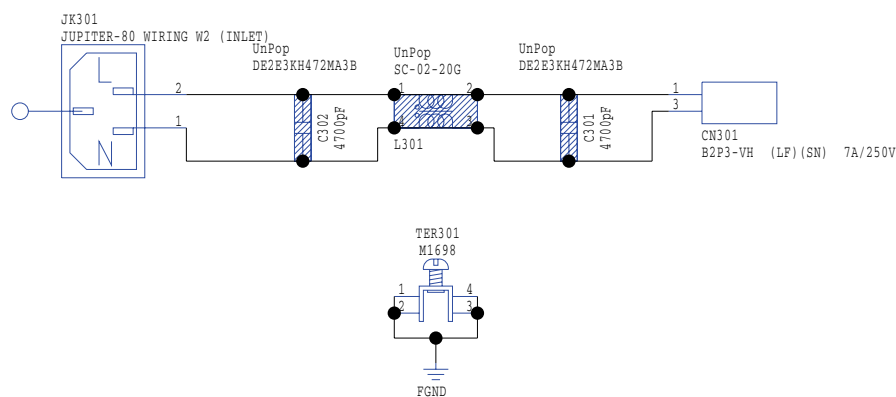 JK301
JUPITER-80 WIRING W2 (INLET)
L
N
2
1
UnPop
DE2E3KH472MA3B
C302
4700pF
UnPop
SC-02-20G
1
2
4
3
L301
UnPop
DE2E3KH472MA3B
C301
4700pF
1
3
CN301
B2P3-VH (LF)(SN) 7A/250V
TER301
M1698
1
4
2
3
FGND